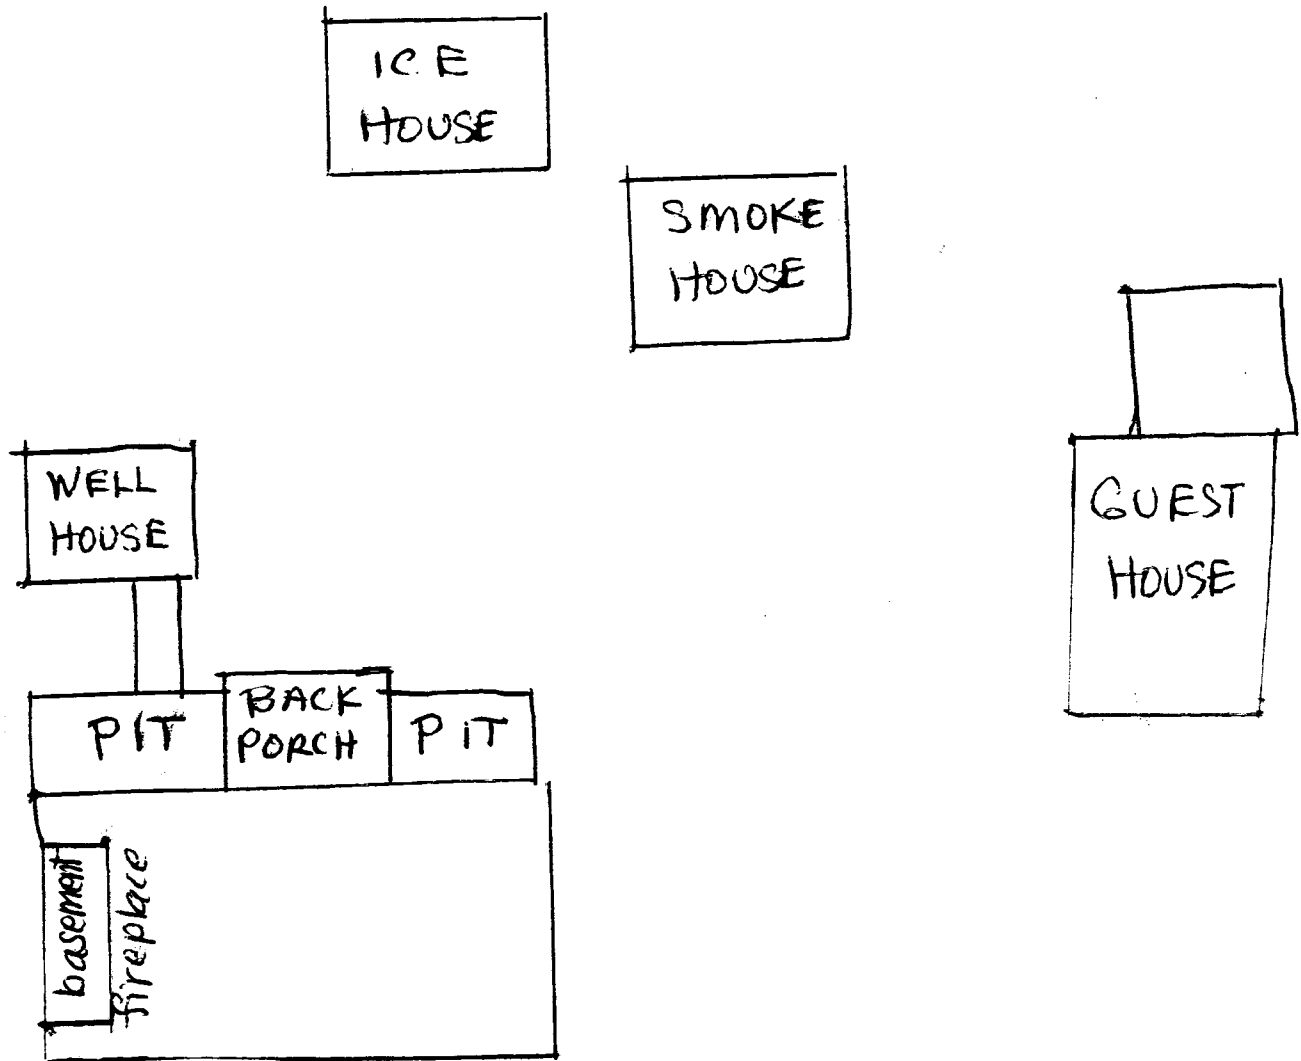 ICE
HOUSE
SMOKE
HOUSE
WELL
HOUSE
GUEST
HOUSE
PIT
BACK
PORCH
PiT
basement
fireplace